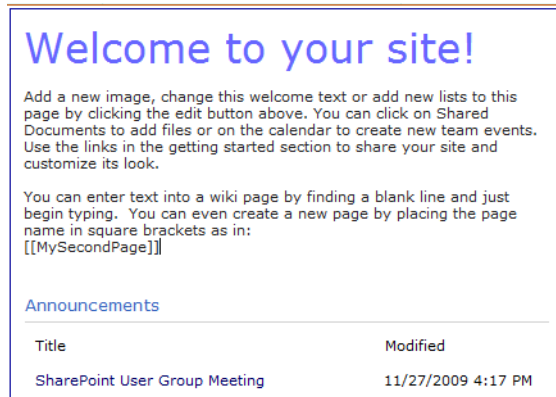 Welcome to your site!
Add a new image, change this welcome text or add new lists to this
page by clicking the edit button above. You can click on Shared
Documents to add files or on the calendar to create new team events.
Use the links in the getting started section to share your site and
customize its look.
You can enter text into a wiki page by finding a blank line and just
begin typing.  You can even create a new page by placing the page
name in square brackets as in:
[[MySecondPage]]
Announcements
Title Modified
SharePoint User Group Meeting 11/27/2009 4:17 PM